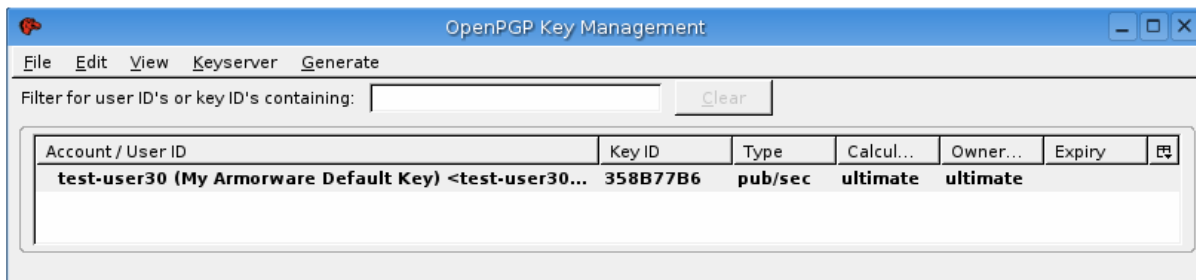 OpenPGP Key Management
File Edit View Keyserver Generate
Filter for user ID's or key ID's containing: Clear
Account / User ID Key ID Type Calcul... Owner... Expiry
test-user30 (My Armorware Default Key) <test-user30... 358B77B6 pub/sec ultimate ultimate